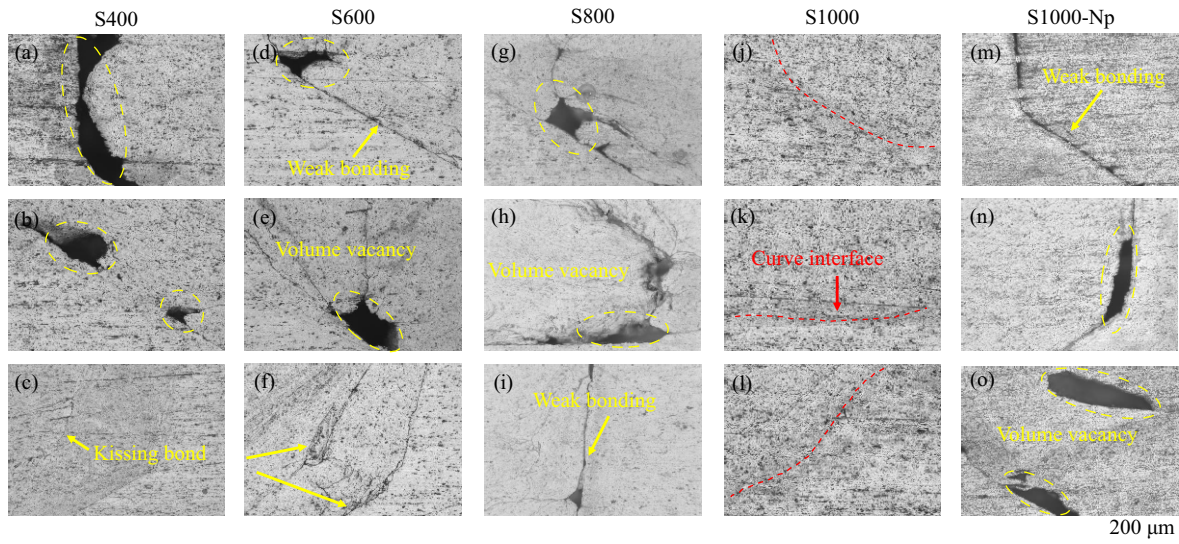 S400 S600 S800 S1000 S1000-Np
(a) (d) (g) (j) (m)
Weak bonding
Weak bonding
(b) (e) (h) (k) (n)
Volume vacancy
Curve interface
Volume vacancy
(c) (f) (i) (l) (o)
Weak bonding
Volume vacancy
Kissing bond
200 μm